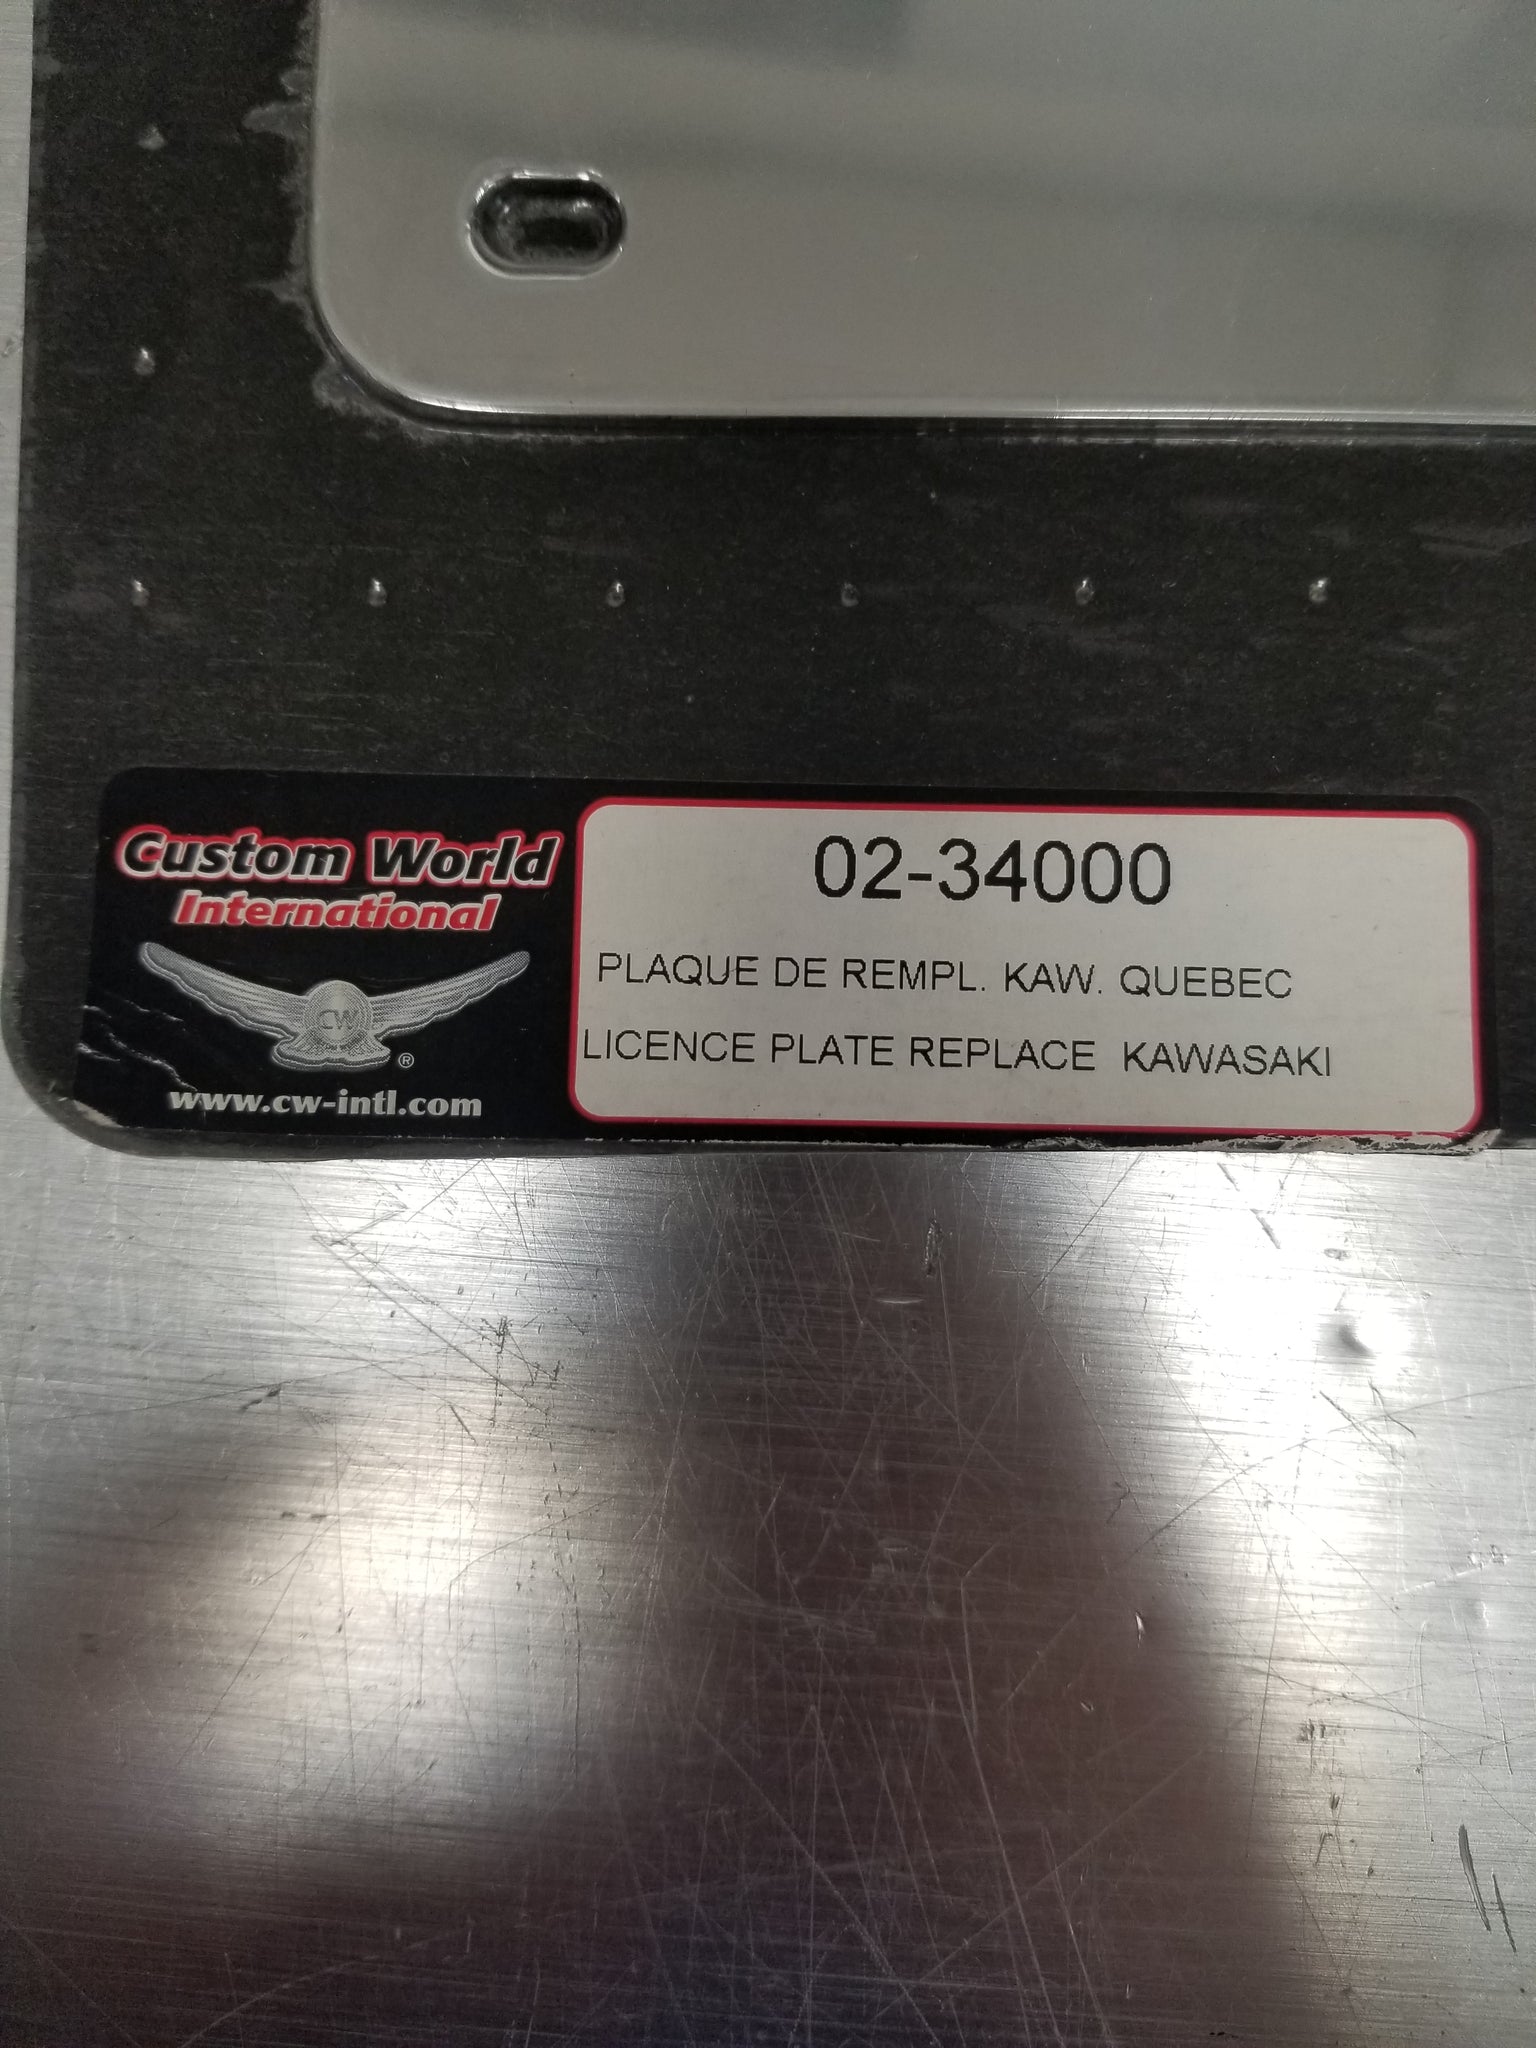 Custom World
International
CW
®
www.cw-intl.com
02-34000
PLAQUE DE REMPL. KAW. QUEBEC
LICENCE PLATE REPLACE KAWASAKI